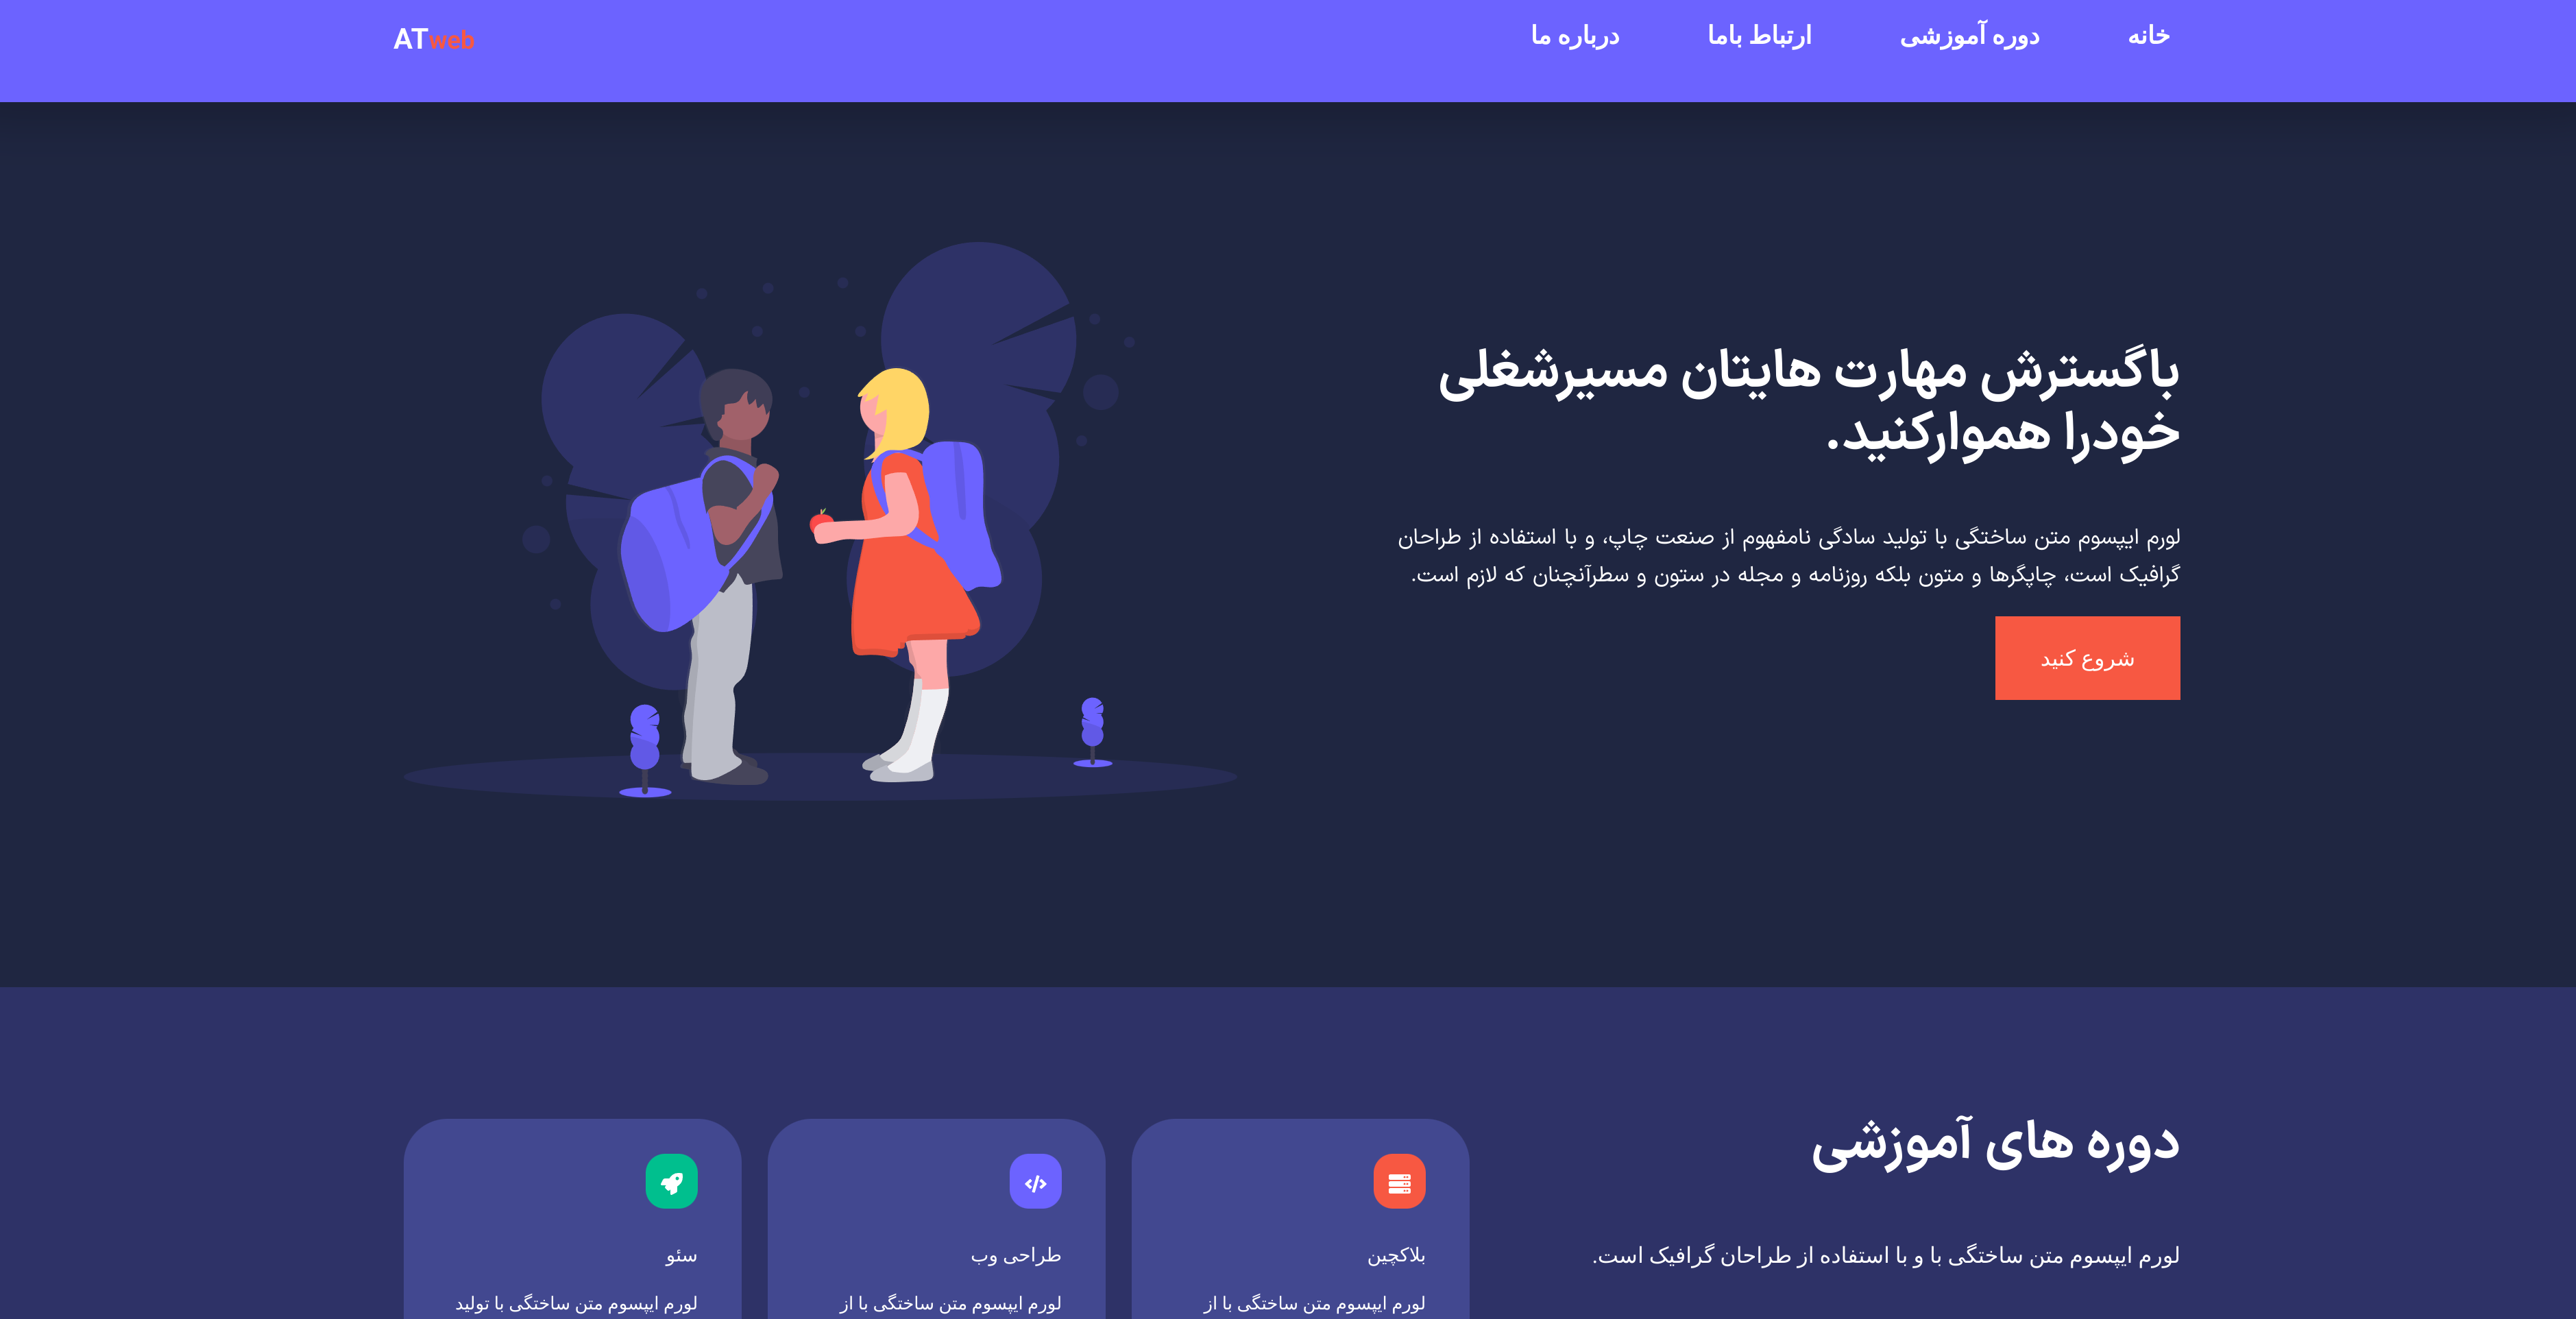 خانه
دوره آموزشی
ارتباط باما
درباره ما
ATweb
باگسترش مهارت هایتان مسیرشغلی
خودرا هموارکنید.
لورم ایپسوم متن ساختگی با تولید سادگی نامفهوم از صنعت چاپ، و با استفاده از طراحان
گرافیک است، چاپگرها و متون بلکه روزنامه و مجله در ستون و سطرآنچنان که لازم است.
شروع کنید
دوره های آموزشی
لورم ایپسوم متن ساختگی با و با استفاده از طراحان گرافیک است.
بلاکچین
لورم ایپسوم متن ساختگی با از
طراحی وب
لورم ایپسوم متن ساختگی با از
سئو
لورم ایپسوم متن ساختگی با تولید